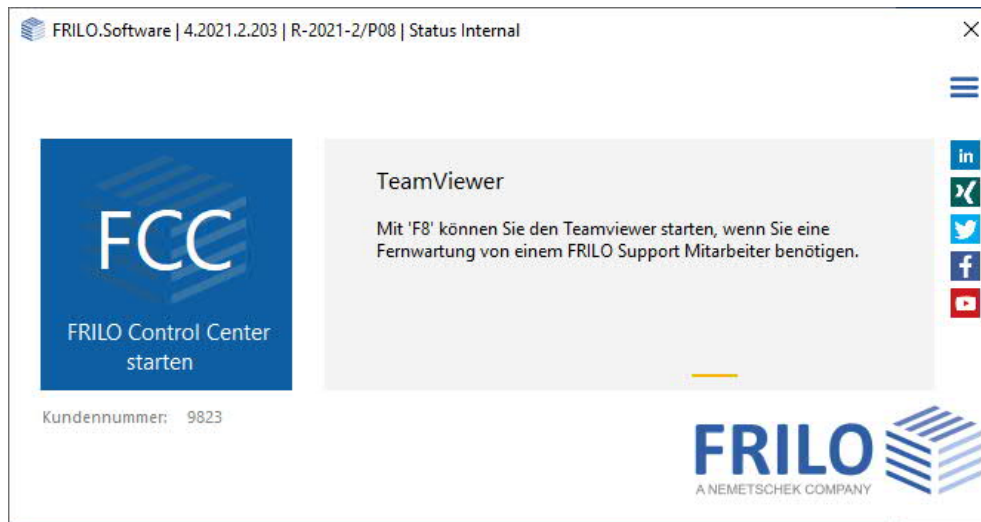 FRILO.Software | 4.2021.2.203 | R-2021-2/P08 | Status Internal
FCC
FRILO Control Center
starten
TeamViewer
Mit 'F8' können Sie den Teamviewer starten, wenn Sie eine
Fernwartung von einem FRILO Support Mitarbeiter benötigen.
in
f
Kundennummer: 9823
FRILO
A NEMETSCHEK COMPANY